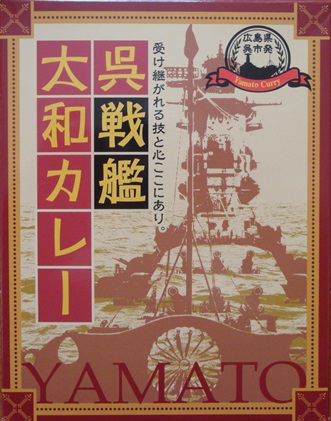 広島県
呉市発
Yamato Curry
受け継がれる技と心ここにあり。
呉戦艦
大和カレー
YAMATO